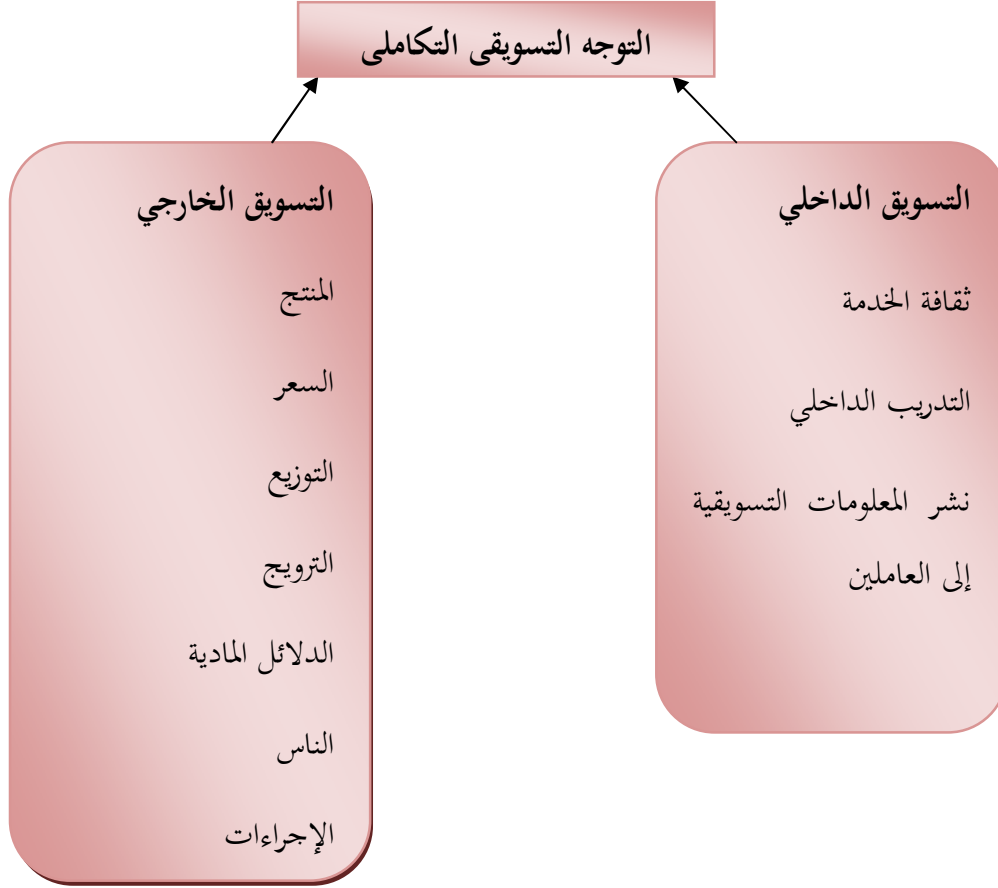 التوجه التسويقى التكاملى
التسويق الداخلي
ثقافة الخدمة
التدريب الداخلي
نشر المعلومات التسويقية
إلى العاملين
التسويق الخارجي
المنتج
السعر
التوزيع
الترويج
الدلائل المادية
الناس
الإجراءات